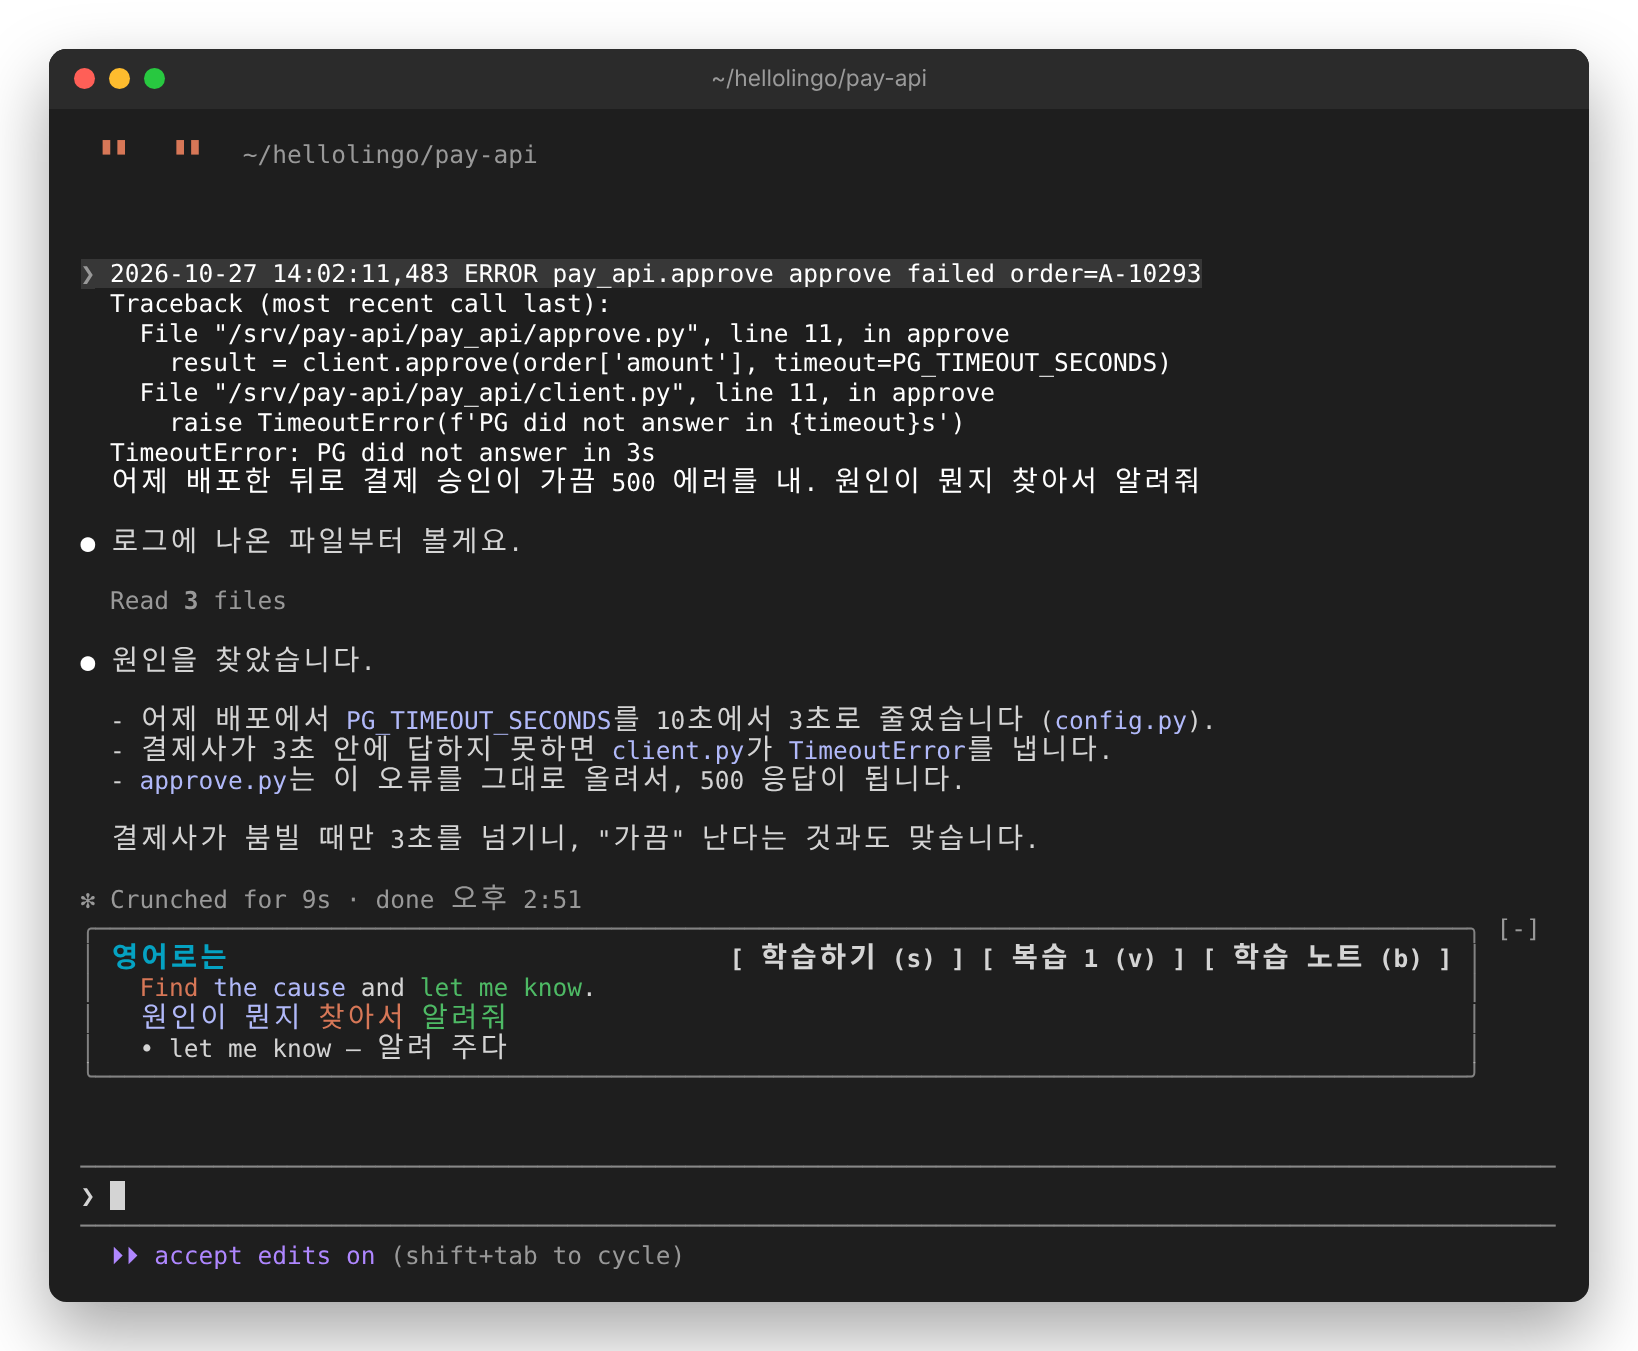 ~/hellolingo/pay-api
~/hellolingo/pay-api
❯ 2026-10-27 14:02:11,483 ERROR pay_api.approve approve failed order=A-10293
Traceback (most recent call last):
File "/srv/pay-api/pay_api/approve.py", line 11, in approve
result = client.approve(order['amount'], timeout=PG_TIMEOUT_SECONDS)
File "/srv/pay-api/pay_api/client.py", line 11, in approve
raise TimeoutError(f'PG did not answer in {timeout}s')
TimeoutError: PG did not answer in 3s
어제 배포한 뒤로 결제 승인이 가끔 500 에러를 내. 원인이 뭔지 찾아서 알려줘
● 로그에 나온 파일부터 볼게요.
Read 3 files
● 원인을 찾았습니다.
- 어제 배포에서 PG_TIMEOUT_SECONDS를 10초에서 3초로 줄였습니다 (config.py).
- 결제사가 3초 안에 답하지 못하면 client.py가 TimeoutError를 냅니다.
- approve.py는 이 오류를 그대로 올려서, 500 응답이 됩니다.
결제사가 붐빌 때만 3초를 넘기니, "가끔" 난다는 것과도 맞습니다.
✻ Crunched for 9s · done 오후 2:51
[-]
영어로는 [ 학습하기 (s) ] [ 복습 1 (v) ] [ 학습 노트 (b) ]
Find the cause and let me know.
원인이 뭔지 찾아서 알려줘
• let me know — 알려 주다
❯
⏵⏵ accept edits on (shift+tab to cycle)